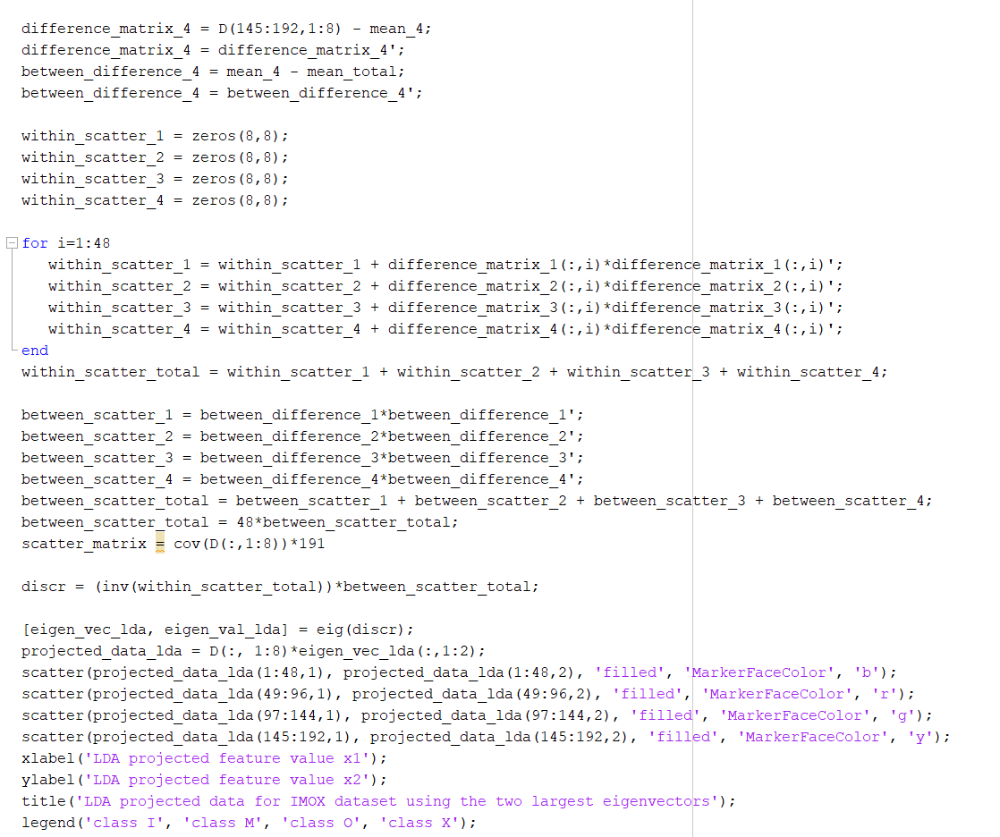 difference_matrix_4 = D(145:192,1:8) - mean_4;
difference_matrix_4 = difference_matrix_4';
between_difference_4 = mean_4 - mean_total;
between_difference_4 = between_difference_4';
within_scatter_1 = zeros(8,8);
within_scatter_2 = zeros(8,8);
within_scatter_3 = zeros(8,8);
within_scatter_4 = zeros(8,8);
for i=1:48
within_scatter_1 = within_scatter_1 + difference_matrix_1(:,i)*difference_matrix_1(:,i)';
within_scatter_2 = within_scatter_2 + difference_matrix_2(:,i)*difference_matrix_2(:,i)';
within_scatter_3 = within_scatter_3 + difference_matrix_3(:,i)*difference_matrix_3(:,i)';
within_scatter_4 = within_scatter_4 + difference_matrix_4(:,i)*difference_matrix_4(:,i)';
end
within_scatter_total = within_scatter_1 + within_scatter_2 + within_scatter_3 + within_scatter_4;
between_scatter_1 = between_difference_1*between_difference_1';
between_scatter_2 = between_difference_2*between_difference_2';
between_scatter_3 = between_difference_3*between_difference_3';
between_scatter_4 = between_difference_4*between_difference_4';
between_scatter_total = between_scatter_1 + between_scatter_2 + between_scatter_3 + between_scatter_4;
between_scatter_total = 48*between_scatter_total;
scatter_matrix = cov(D(:,1:8))*191
discr = (inv(within_scatter_total))*between_scatter_total;
[eigen_vec_lda, eigen_val_lda] = eig(discr);
projected_data_lda = D(:, 1:8)*eigen_vec_lda(:,1:2);
scatter(projected_data_lda(1:48,1), projected_data_lda(1:48,2), 'filled', 'MarkerFaceColor', 'b');
scatter(projected_data_lda(49:96,1), projected_data_lda(49:96,2), 'filled', 'MarkerFaceColor', 'r');
scatter(projected_data_lda(97:144,1), projected_data_lda(97:144,2), 'filled', 'MarkerFaceColor', 'g');
scatter(projected_data_lda(145:192,1), projected_data_lda(145:192,2), 'filled', 'MarkerFaceColor', 'y');
xlabel('LDA projected feature value x1');
ylabel('LDA projected feature value x2');
title('LDA projected data for IMOX dataset using the two largest eigenvectors');
legend('class I', 'class M', 'class O', 'class X');